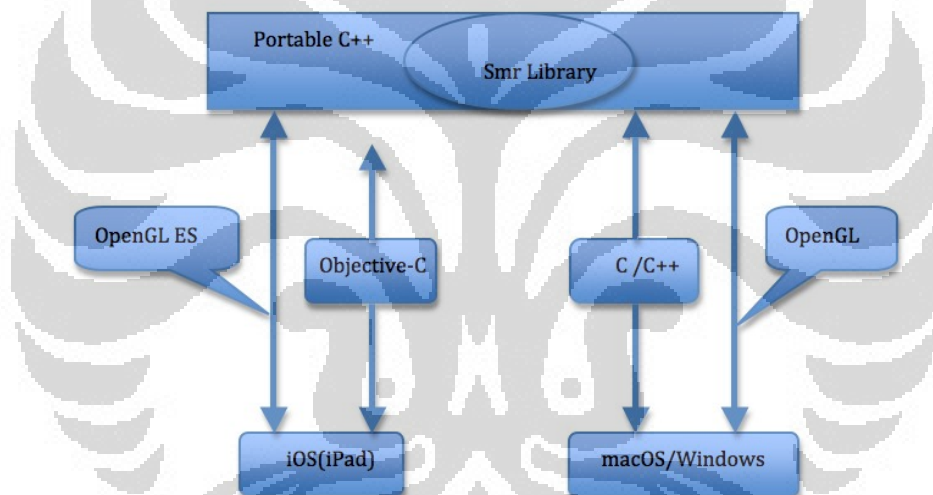 Portable C++
Smr Library
OpenGL ES
Objective-C
C /C++
OpenGL
iOS(iPad)
macOS/Windows